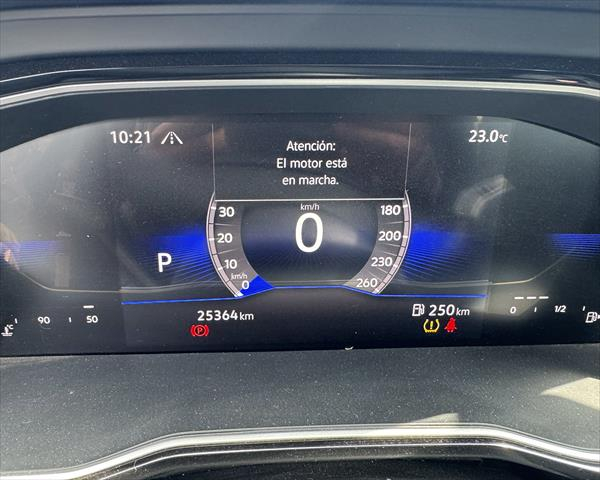 10:21
23.0°C
Atención:
El motor está
en marcha.
km/h
30 180
20 0 200
P
10 230
km/h
0 260
90 50
25364 km
250 km
0 1/2
P